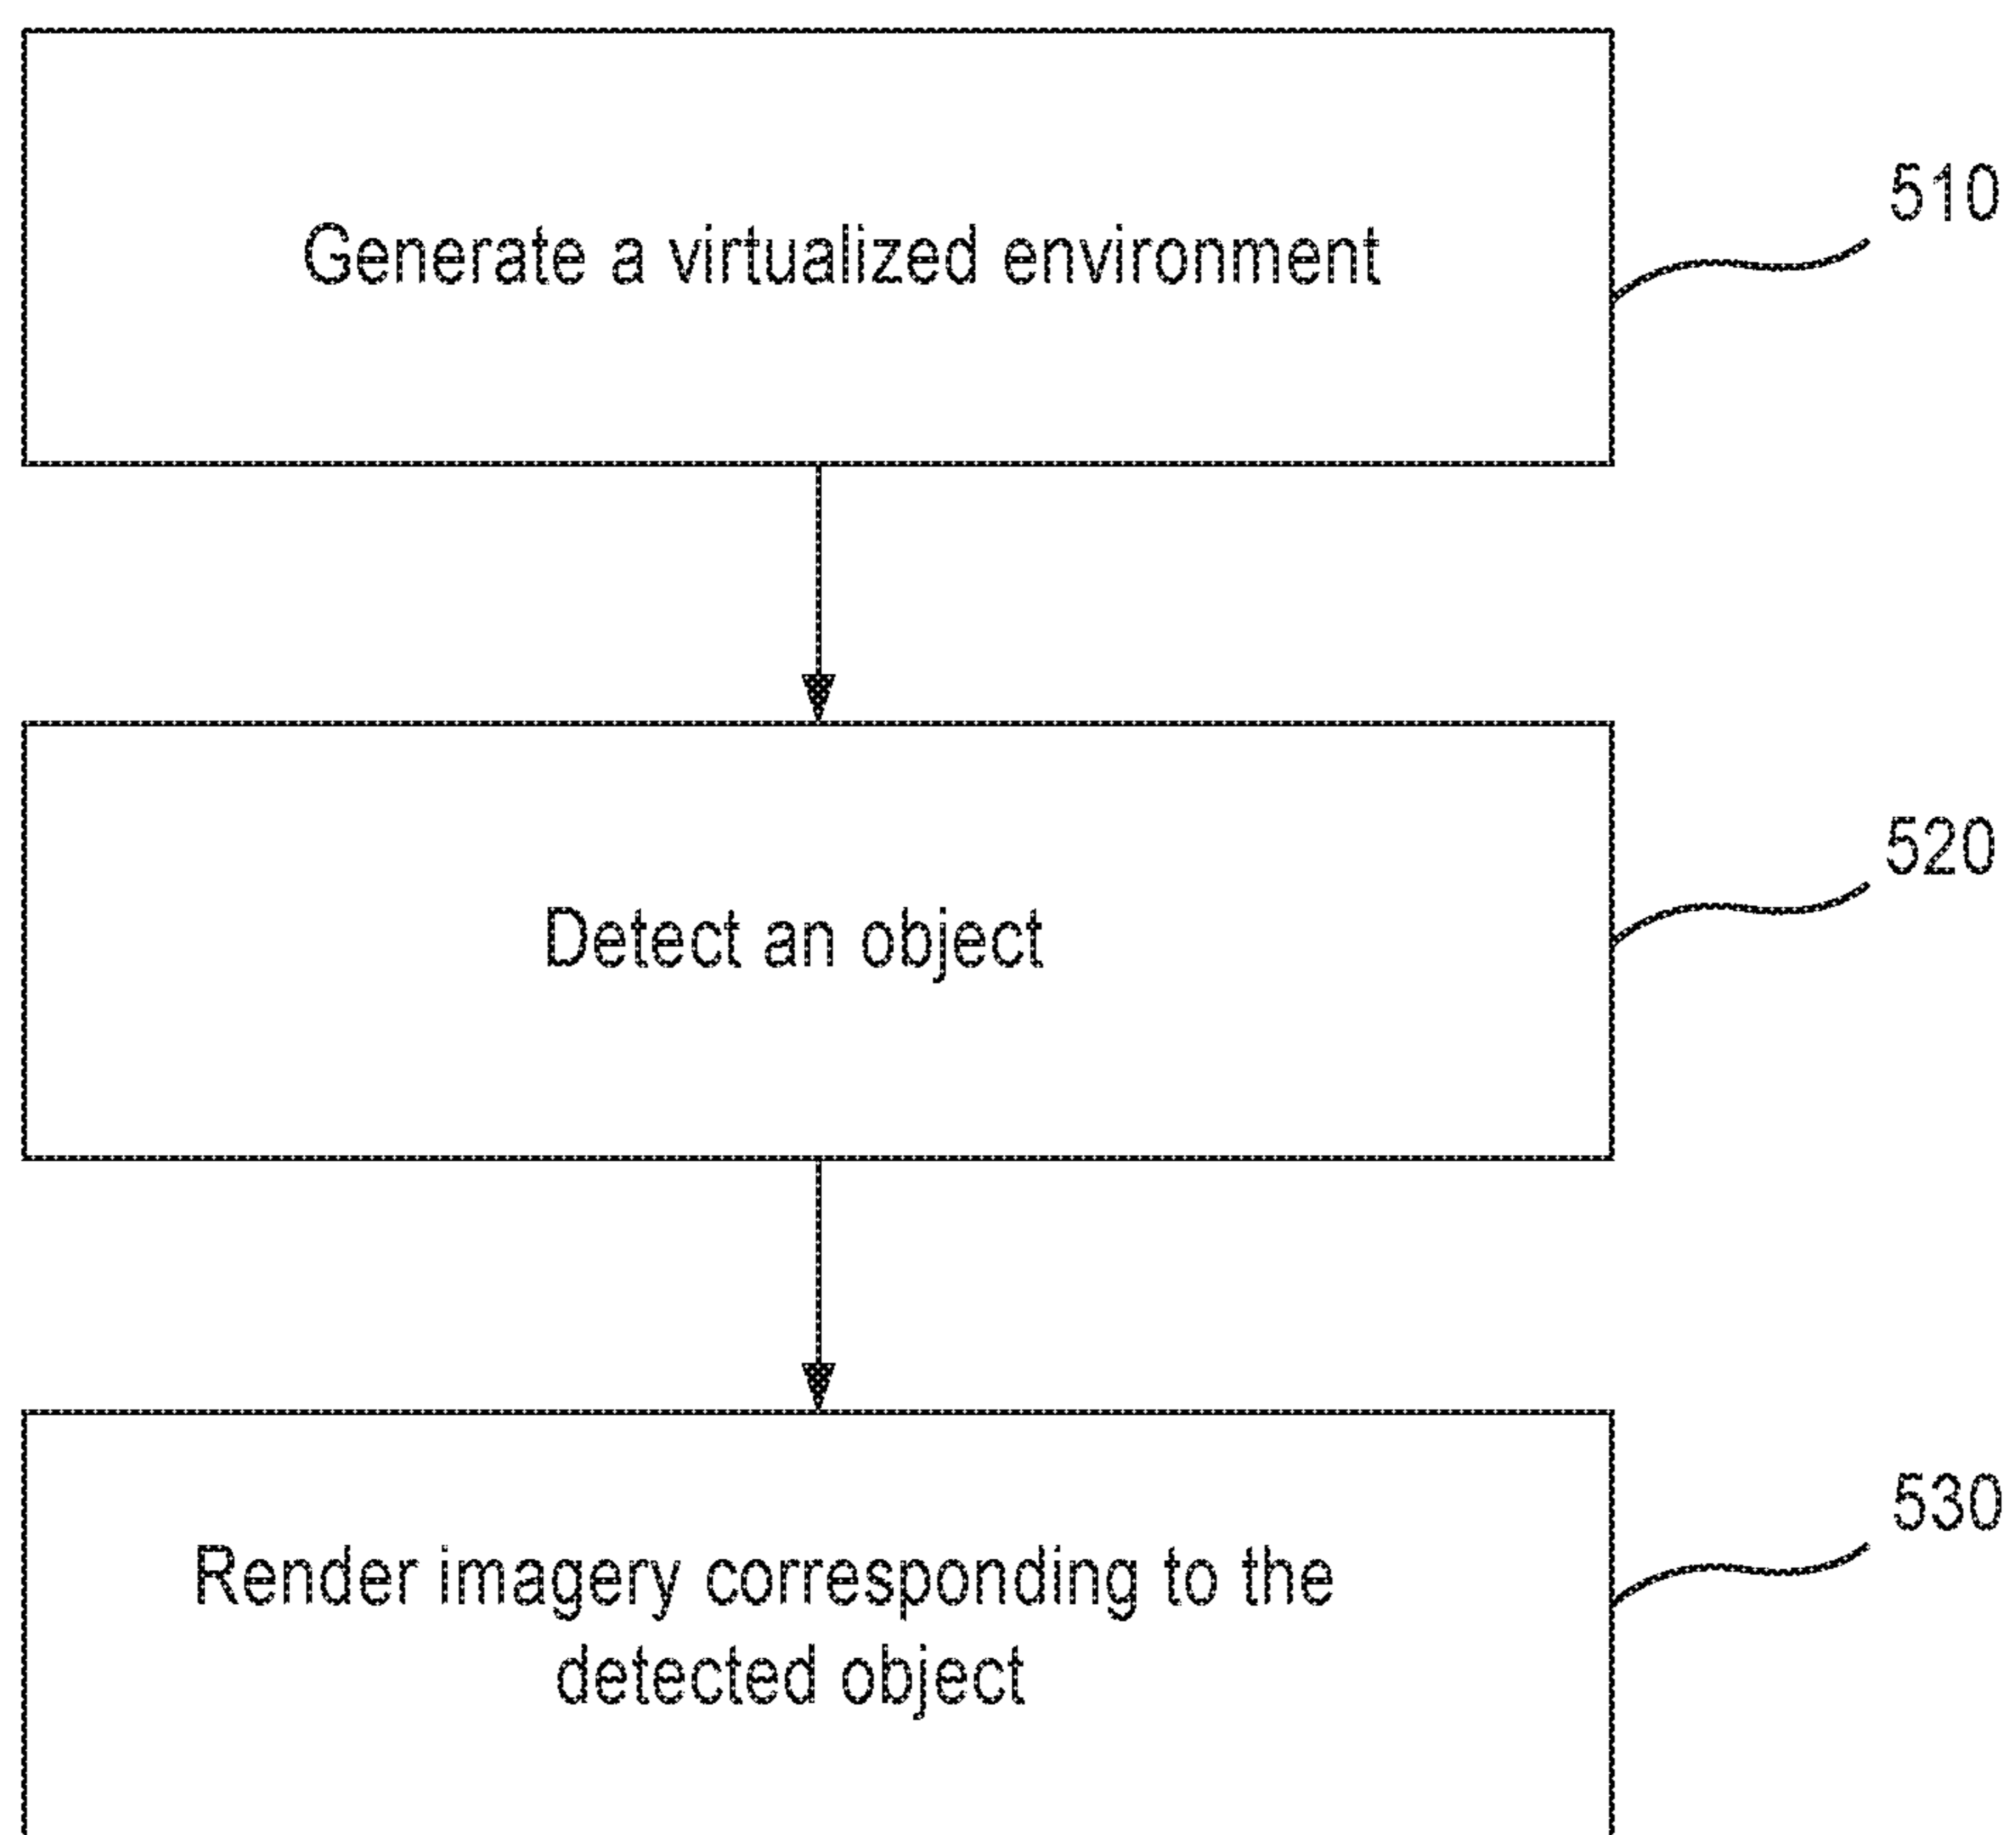 Generate a virtualized environment
510
Detect an object
520
Render imagery corresponding to the
detected object
530